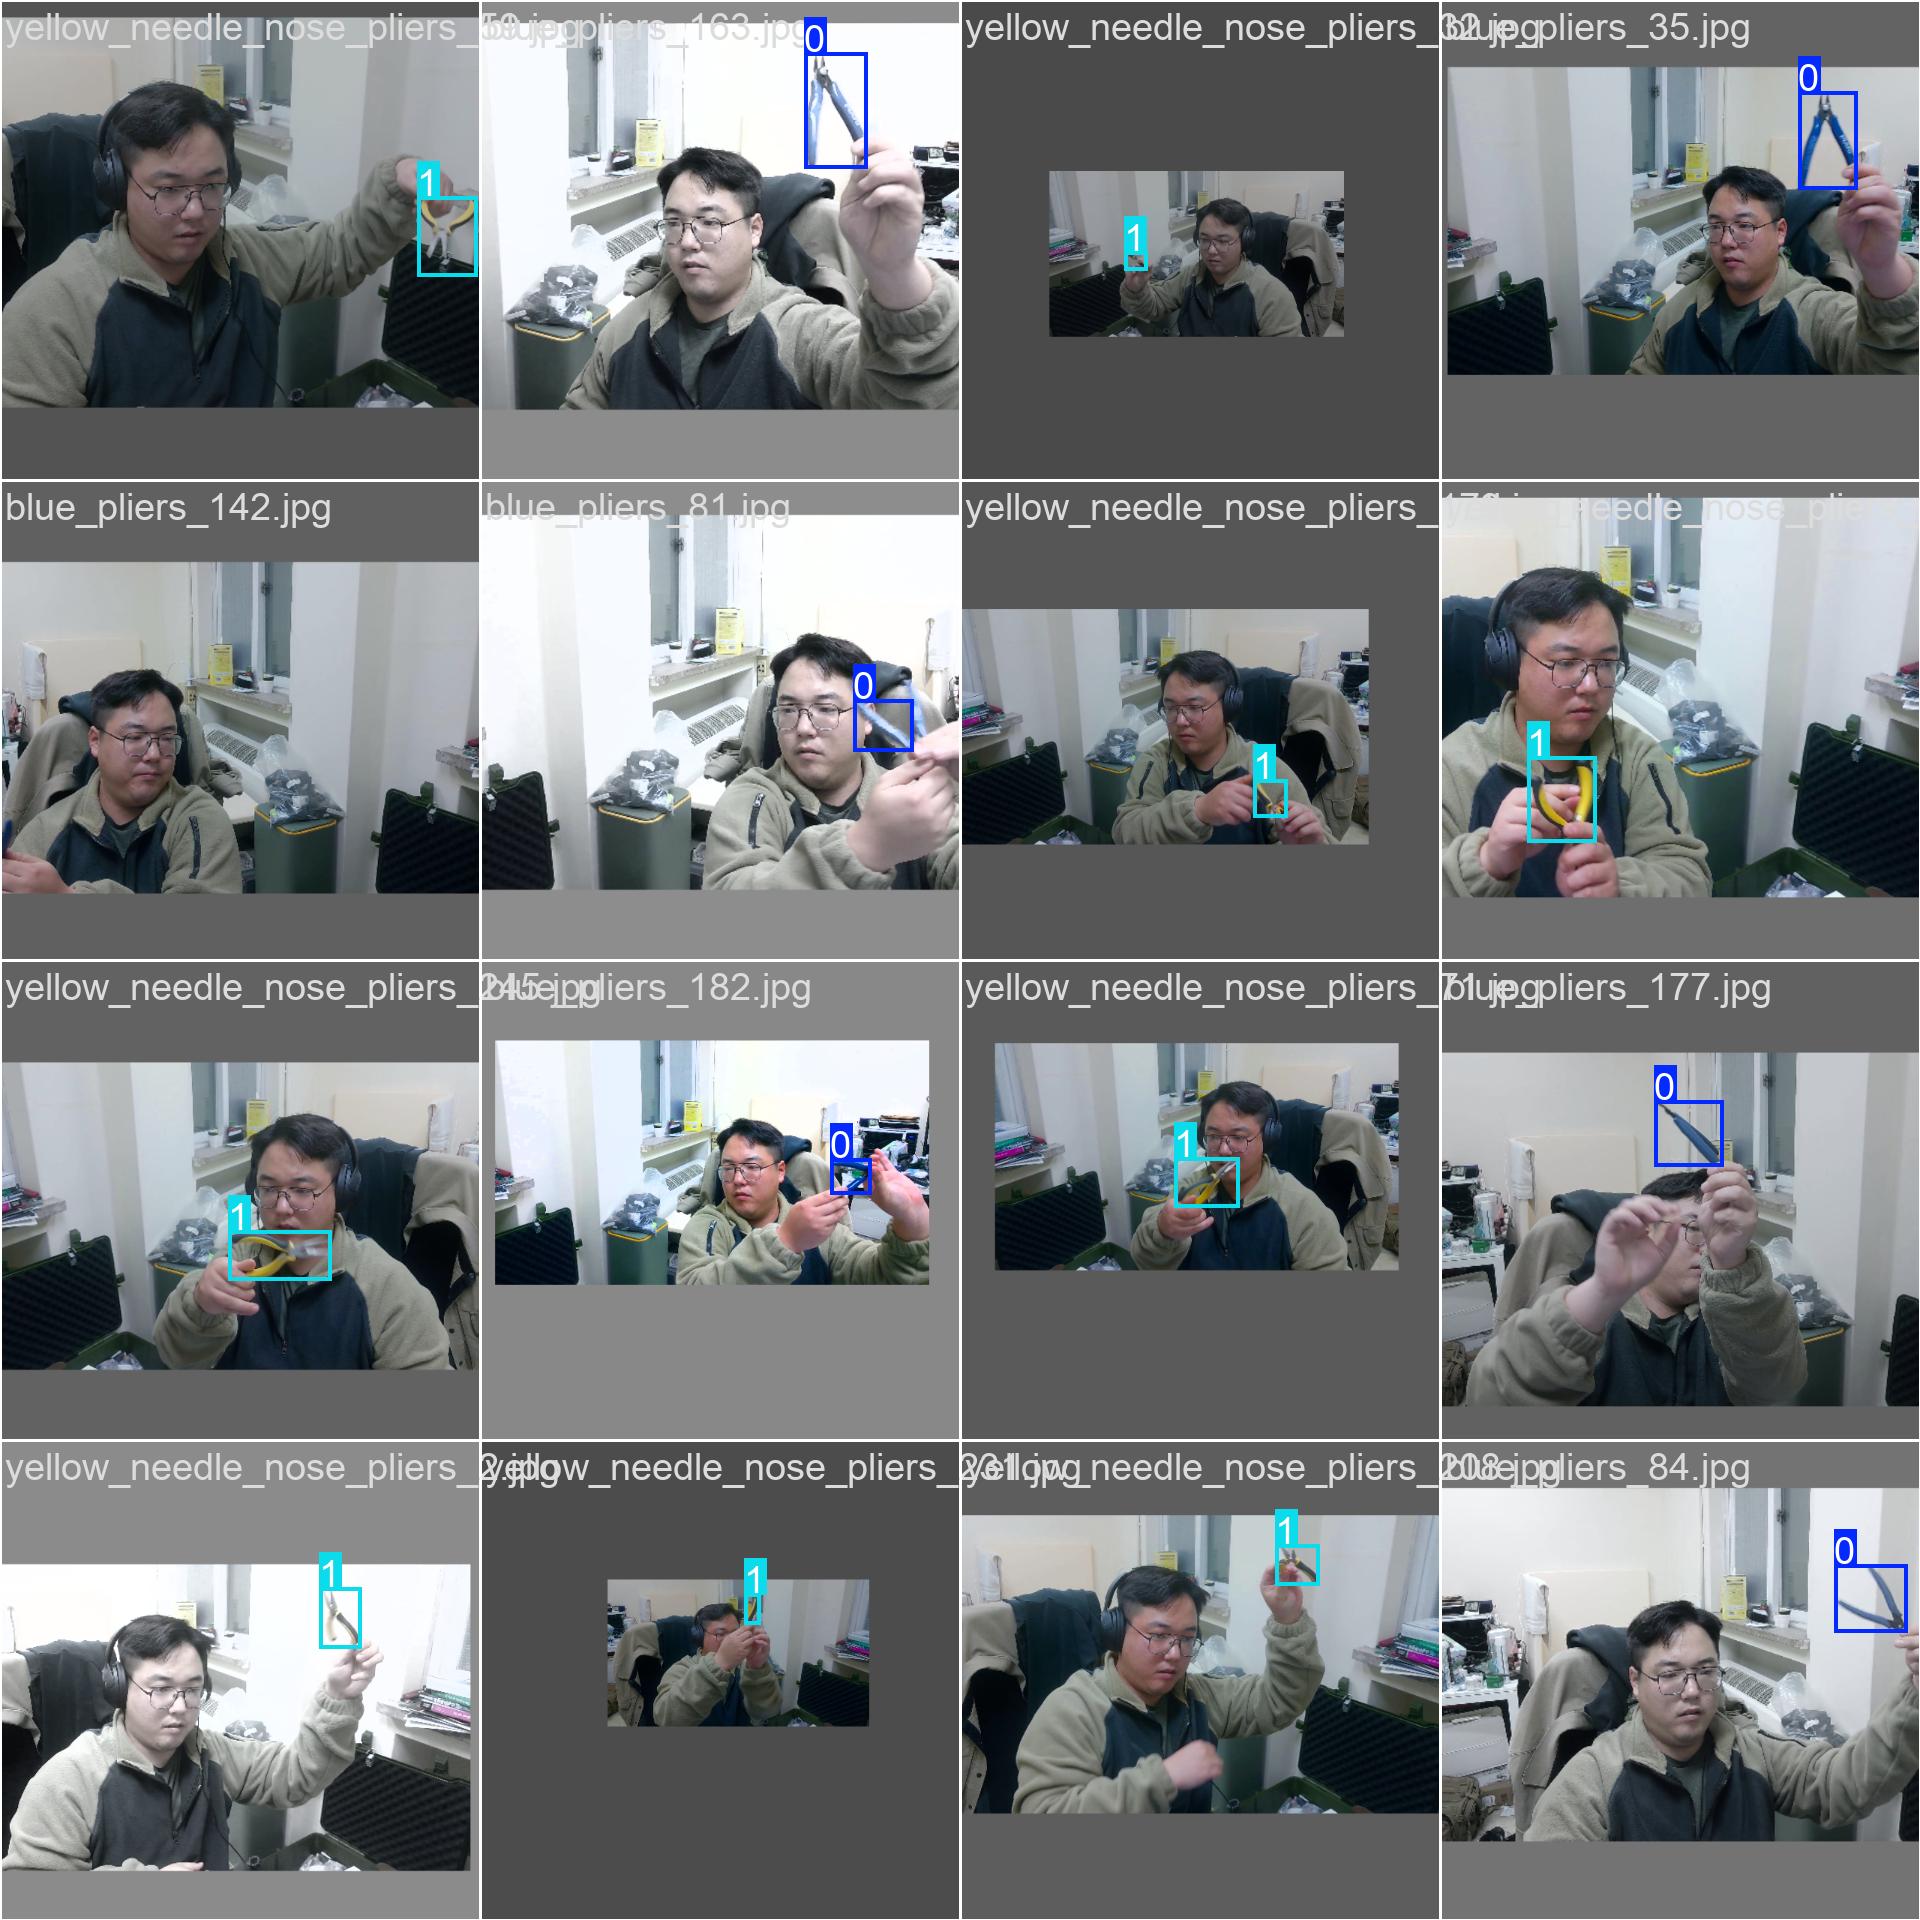 yellow_needle_nose_pliers_59.jpg
blue_pliers_163.jpg
0
yellow_needle_nose_pliers_32.jpg
blue_pliers_35.jpg
0
1
1
blue_pliers_142.jpg
blue_pliers_81.jpg
yellow_needle_nose_pliers_
yellow_needle_nose_pliers_
0
1
1
yellow_needle_nose_pliers_245.jpg
blue_pliers_182.jpg
yellow_needle_nose_pliers_71.jpg
blue_pliers_177.jpg
0
0
1
1
yellow_needle_nose_pliers_2.jpg
yellow_needle_nose_pliers_231.jpg
yellow_needle_nose_pliers_208.jpg
blue_pliers_84.jpg
1
0
1
1